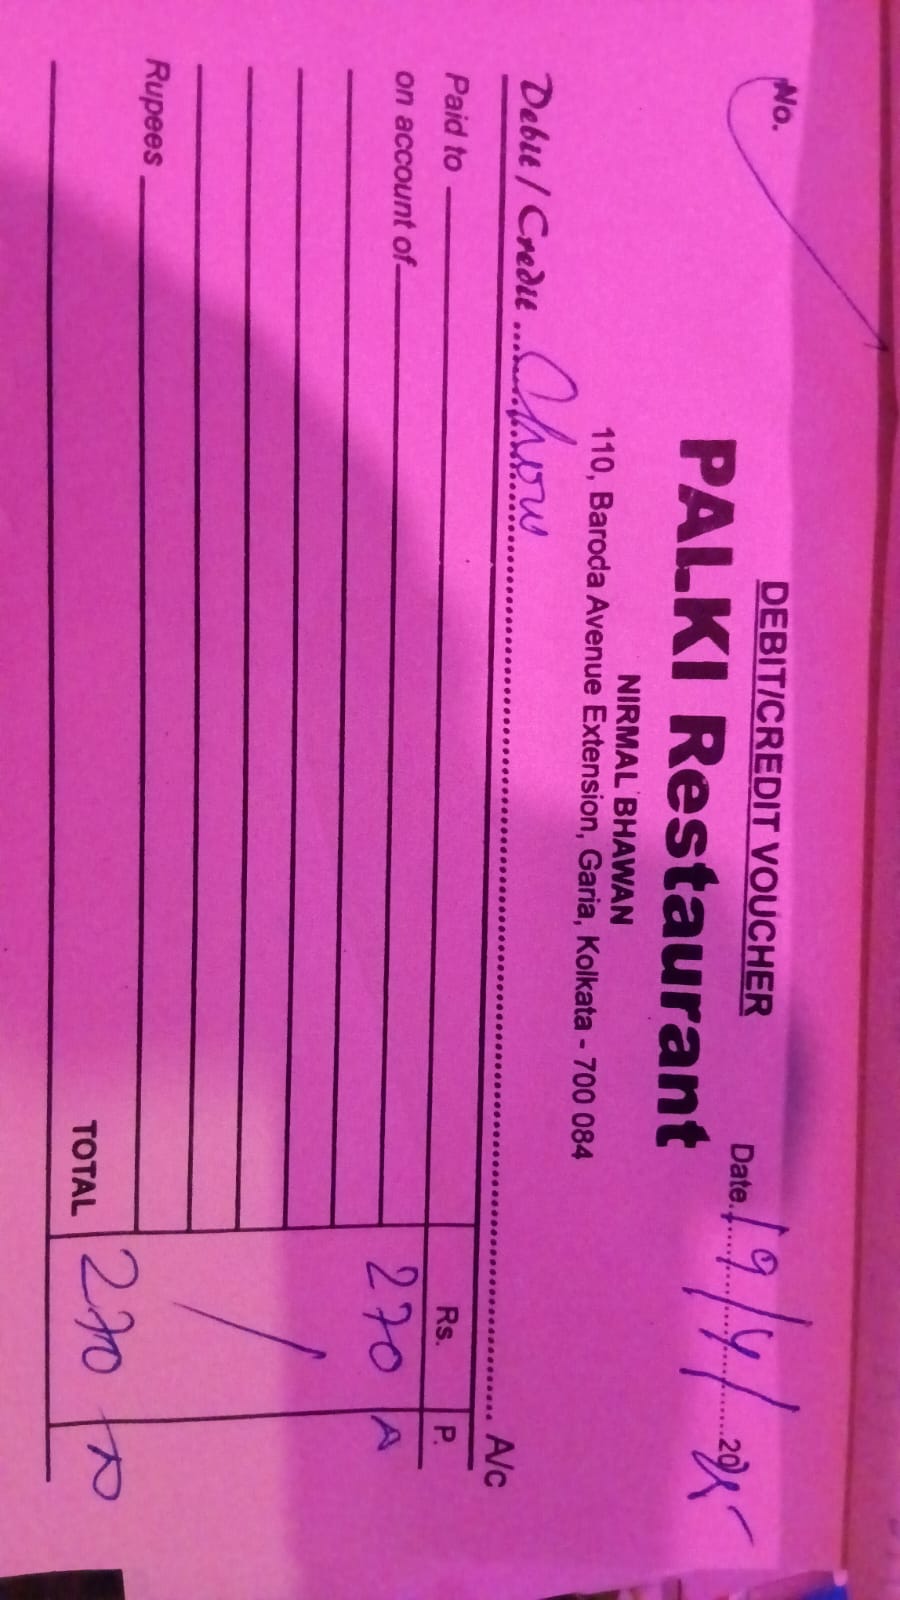 DEBIT/CREDIT VOUCHER
No. Date. 19/4/2025
PALKI Restaurant
NIRMAL BHAWAN
110, Baroda Avenue Extension, Garia, Kolkata - 700 084
Debit / Credit Chow A/c
Paid to Rs. P.
on account of 270
Rupees
TOTAL 270